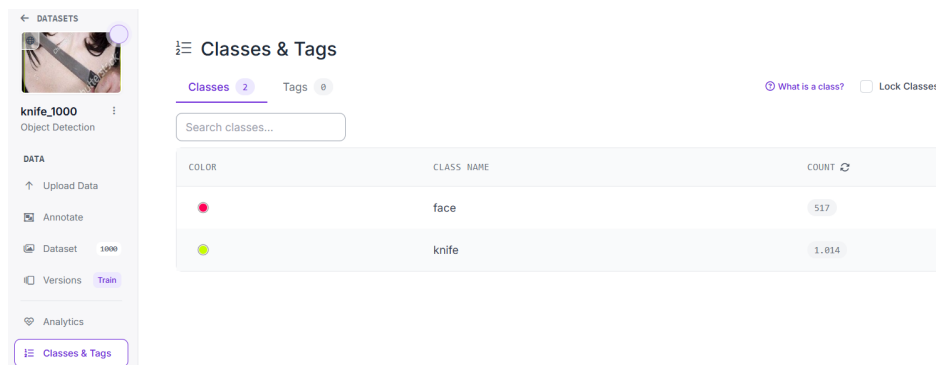 ← DATASETS
knife_1000
Object Detection
DATA
Upload Data
Annotate
Dataset 1000
Versions Train
Analytics
Classes & Tags
Classes & Tags
Classes 2 Tags 0
What is a class? Lock Classes
Search classes...
COLOR CLASS NAME COUNT
face 517
knife 1.014